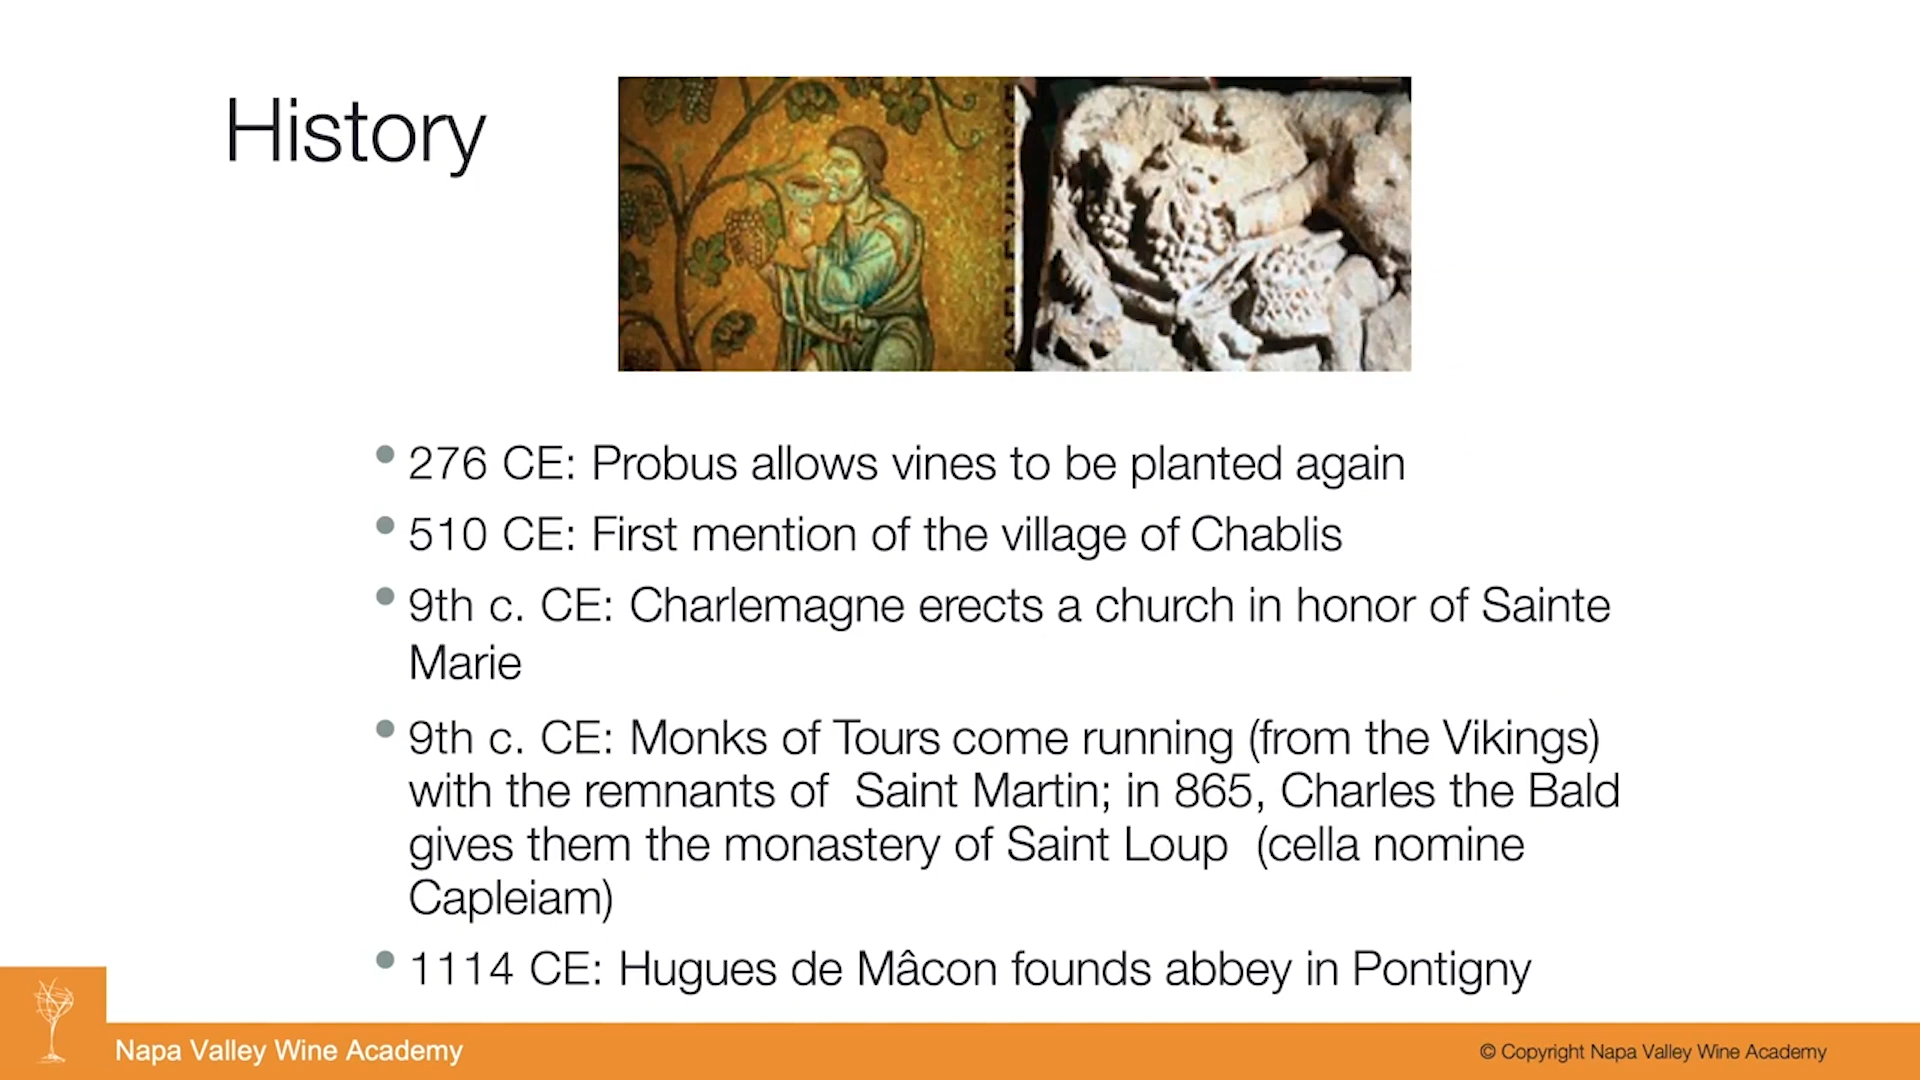 History
276 CE: Probus allows vines to be planted again
510 CE: First mention of the village of Chablis
9th c. CE: Charlemagne erects a church in honor of Sainte
Marie
9th c. CE: Monks of Tours come running (from the Vikings)
with the remnants of Saint Martin; in 865, Charles the Bald
gives them the monastery of Saint Loup (cella nomine
Capleiam)
1114 CE: Hugues de Mâcon founds abbey in Pontigny
Napa Valley Wine Academy
© Copyright Napa Valley Wine Academy